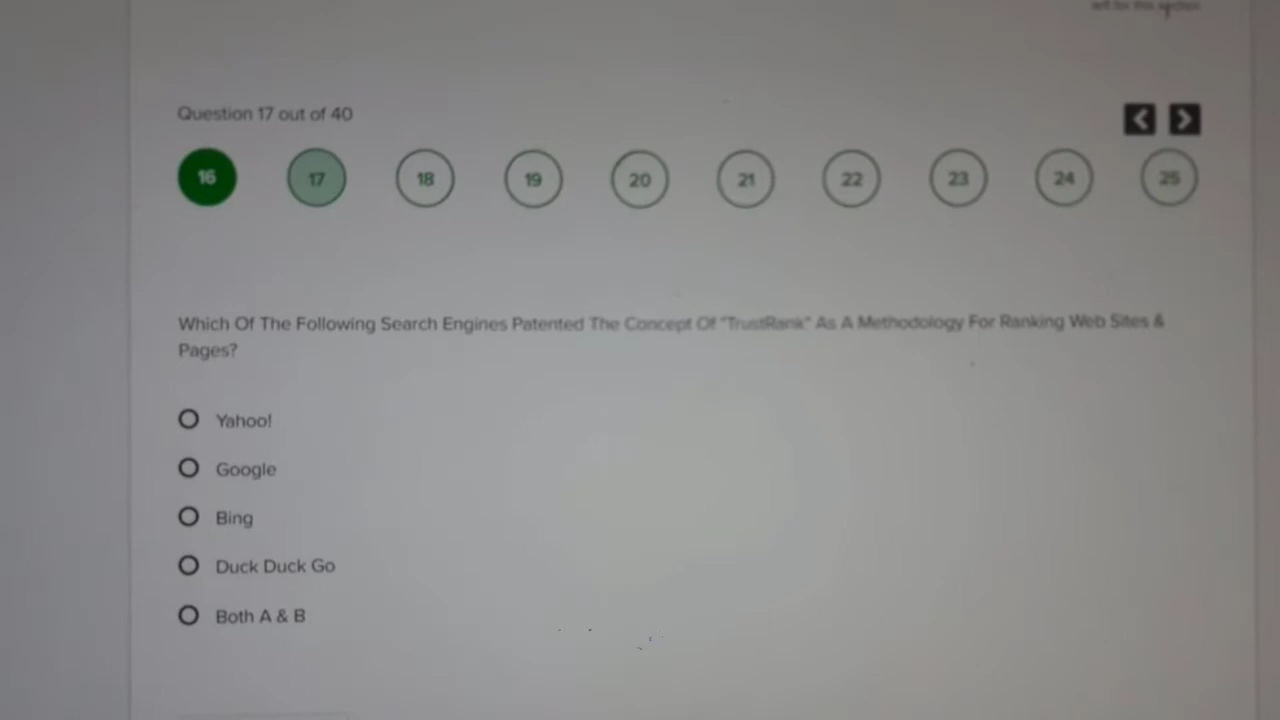 Question 17 out of 40
16 17 18 19 20 21 22 23 24 25
Which Of The Following Search Engines Patented The Concept Of "TrustRank" As A Methodology For Ranking Web Sites &
Pages?
Yahoo!
Google
Bing
Duck Duck Go
Both A & B